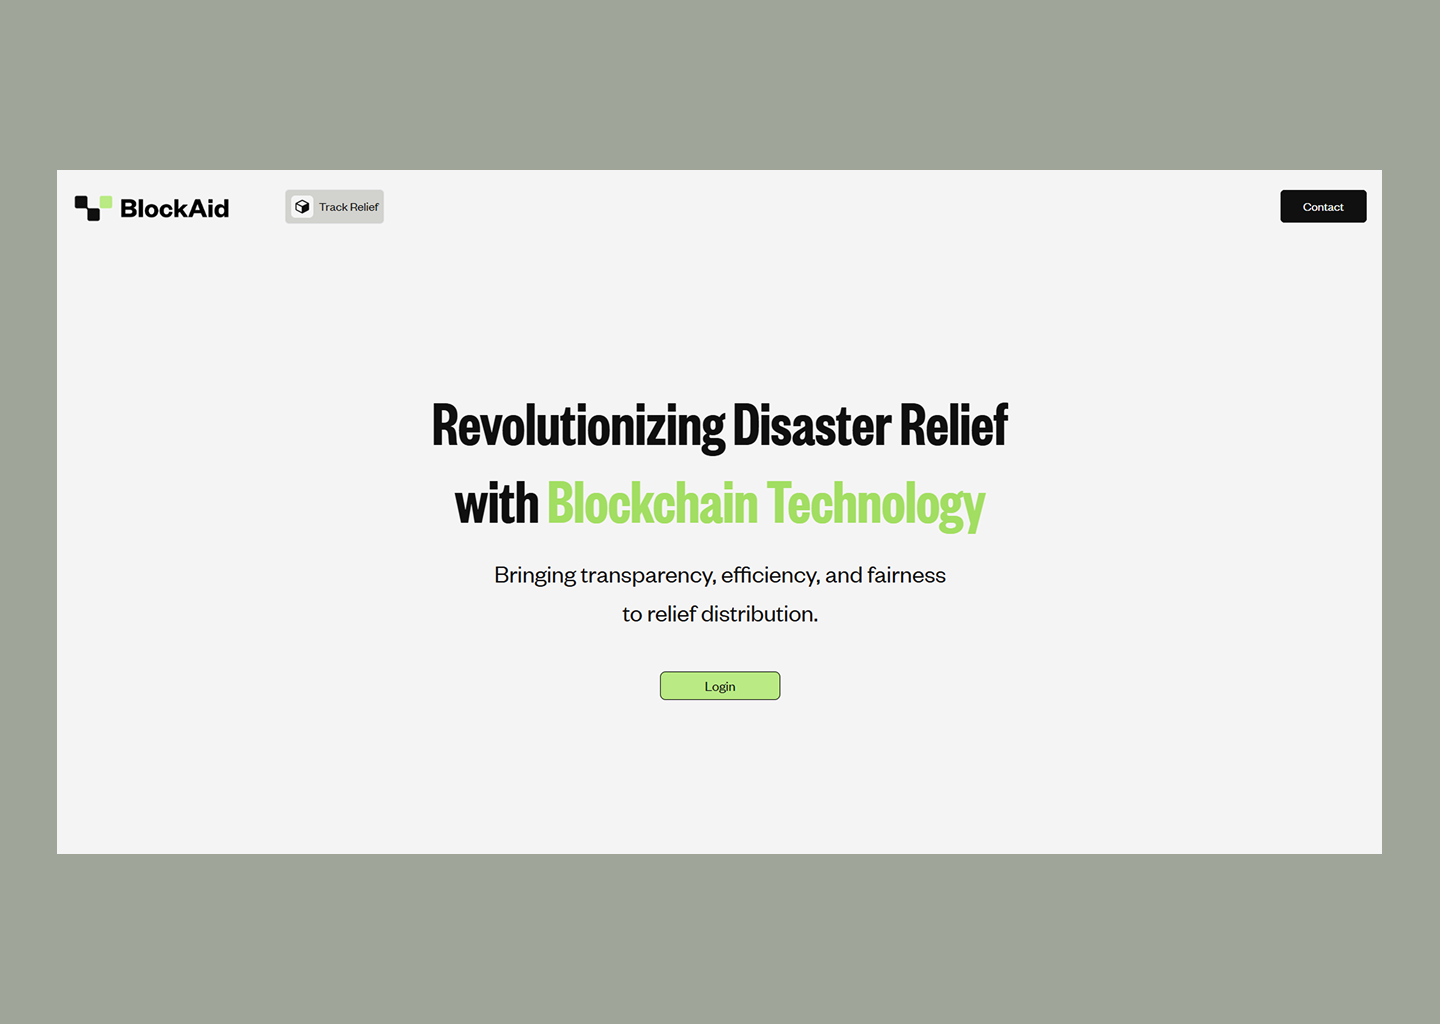 BlockAid
Track Relief
Contact
Revolutionizing Disaster Relief
with Blockchain Technology
Bringing transparency, efficiency, and fairness
to relief distribution.
Login